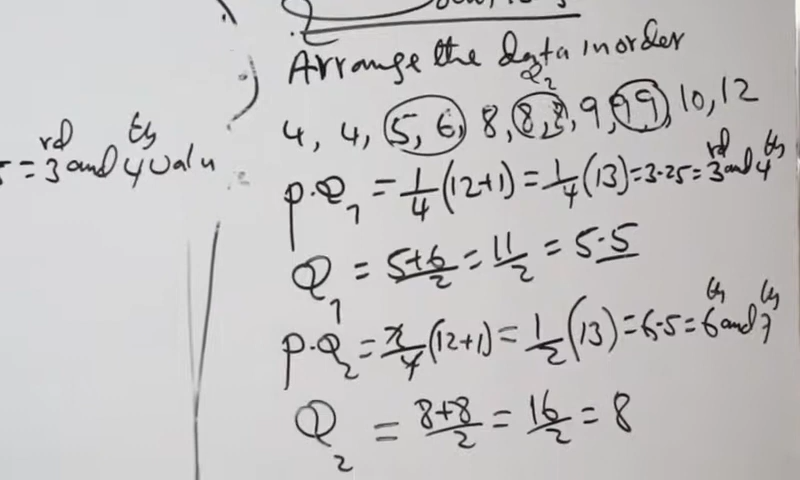 Arrange the data in order
Q2
4, 4, 5, 6, 8, 8, 8, 9, 9, 9, 10, 12
= 3rd and 4th valu
P.Q1 = 1/4 (12+1) = 1/4 (13) = 3.25 = 3rd and 4th
Q1 = 5+6/2 = 11/2 = 5.5
P.Q2 = 2/4 (12+1) = 1/2 (13) = 6.5 = 6th and 7th
Q2 = 8+8/2 = 16/2 = 8